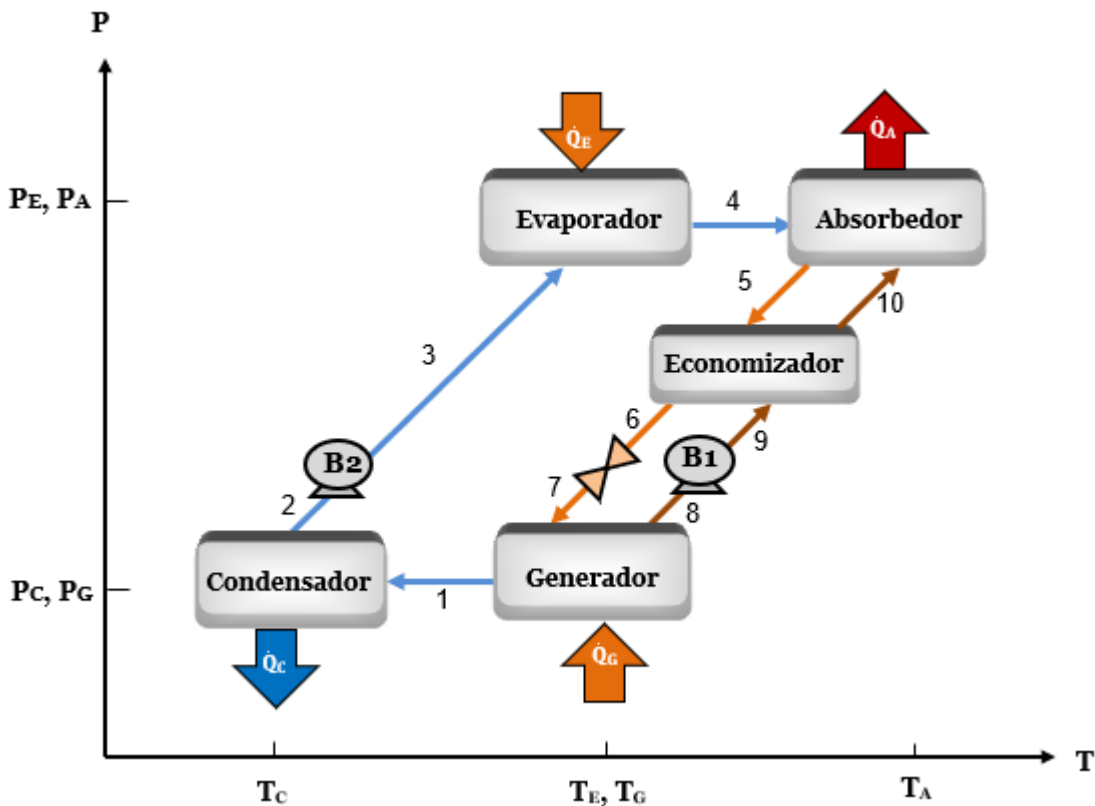 P
Q̇E
Q̇A
PE, PA
Evaporador
4
Absorbedor
5
10
3
Economizador
6
9
B2
B1
7
2
8
Condensador
Generador
PC, PG
1
Q̇C
Q̇G
T
TC
TE, TG
TA